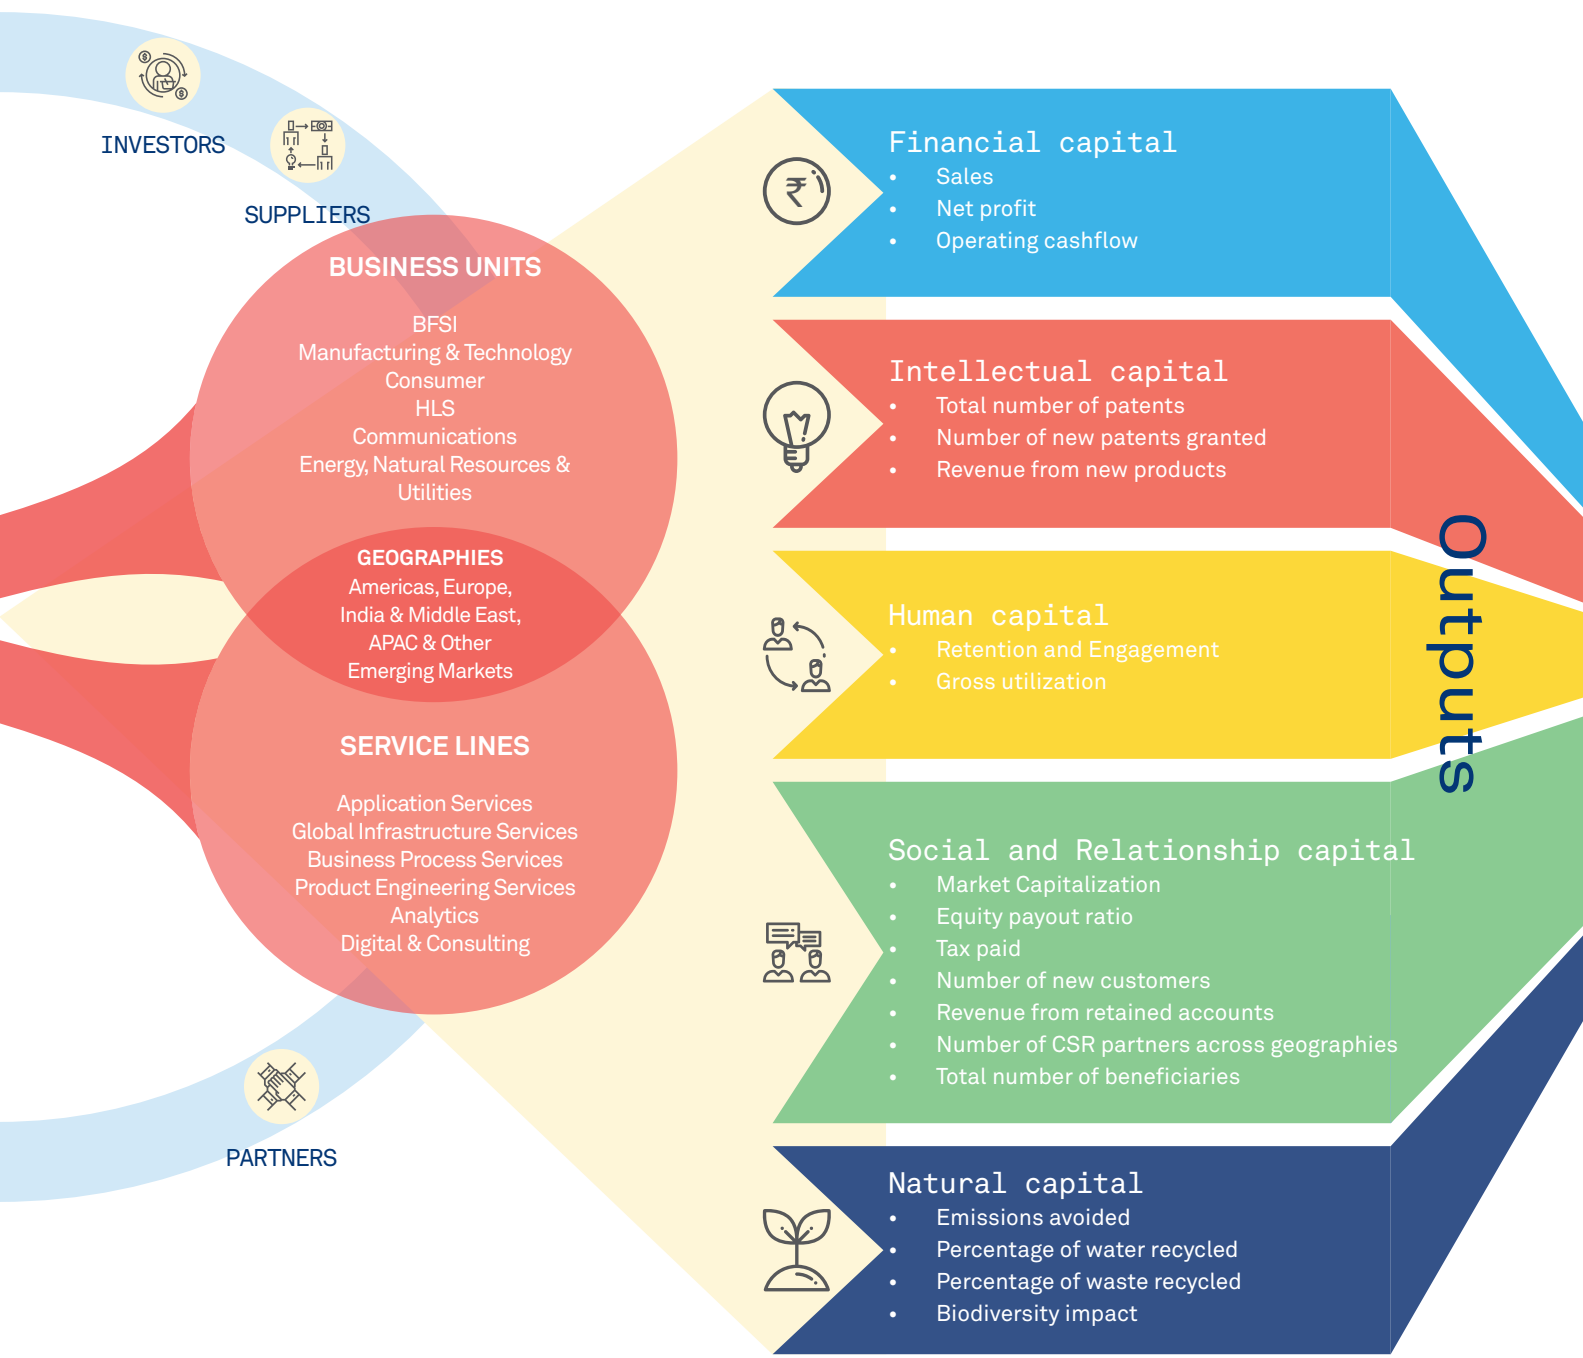 INVESTORS
SUPPLIERS
BUSINESS UNITS
BFSI
Manufacturing & Technology
Consumer
HLS
Communications
Energy, Natural Resources &
Utilities
GEOGRAPHIES
Americas, Europe,
India & Middle East,
APAC & Other
Emerging Markets
SERVICE LINES
Application Services
Global Infrastructure Services
Business Process Services
Product Engineering Services
Analytics
Digital & Consulting
PARTNERS
₹
Financial capital
• Sales
• Net profit
• Operating cashflow
Intellectual capital
• Total number of patents
• Number of new patents granted
• Revenue from new products
Human capital
• Retention and Engagement
• Gross utilization
Social and Relationship capital
• Market Capitalization
• Equity payout ratio
• Tax paid
• Number of new customers
• Revenue from retained accounts
• Number of CSR partners across geographies
• Total number of beneficiaries
Natural capital
• Emissions avoided
• Percentage of water recycled
• Percentage of waste recycled
• Biodiversity impact
Outputs